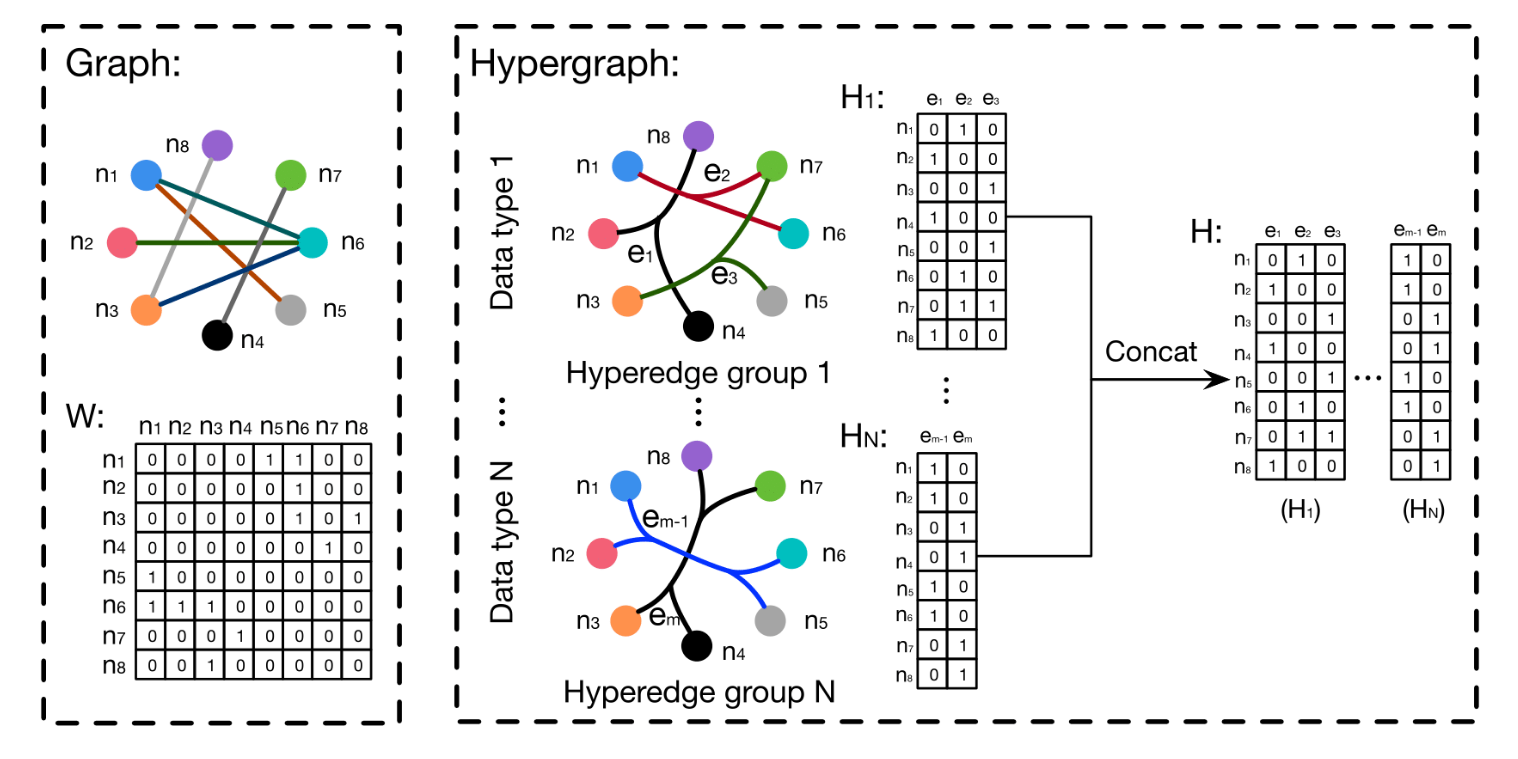 Graph:
n8
n1
n7
n2
n6
n3
n5
n4
W:
n1 n2 n3 n4 n5 n6 n7 n8
n1 0 0 0 0 1 1 0 0
n2 0 0 0 0 0 1 0 0
n3 0 0 0 0 0 1 0 1
n4 0 0 0 0 0 0 1 0
n5 1 0 0 0 0 0 0 0
n6 1 1 1 0 0 0 0 0
n7 0 0 0 1 0 0 0 0
n8 0 0 1 0 0 0 0 0
Hypergraph:
Data type 1
n8
n1
n7
e2
n2
n6
e1
e3
n3
n5
n4
Hyperedge group 1
...
...
Data type N
n8
n1
n7
em-1
n2
n6
n3
em
n5
n4
Hyperedge group N
H1:
e1 e2 e3
n1 0 1 0
n2 1 0 0
n3 0 0 1
n4 1 0 0
n5 0 0 1
n6 0 1 0
n7 0 1 1
n8 1 0 0
...
HN:
em-1 em
n1 1 0
n2 1 0
n3 0 1
n4 0 1
n5 1 0
n6 1 0
n7 0 1
n8 0 1
Concat
H:
e1 e2 e3 em-1 em
n1 0 1 0 1 0
n2 1 0 0 1 0
n3 0 0 1 0 1
n4 1 0 0 0 1
n5 0 0 1 ... 1 0
n6 0 1 0 1 0
n7 0 1 1 0 1
n8 1 0 0 0 1
(H1) (HN)